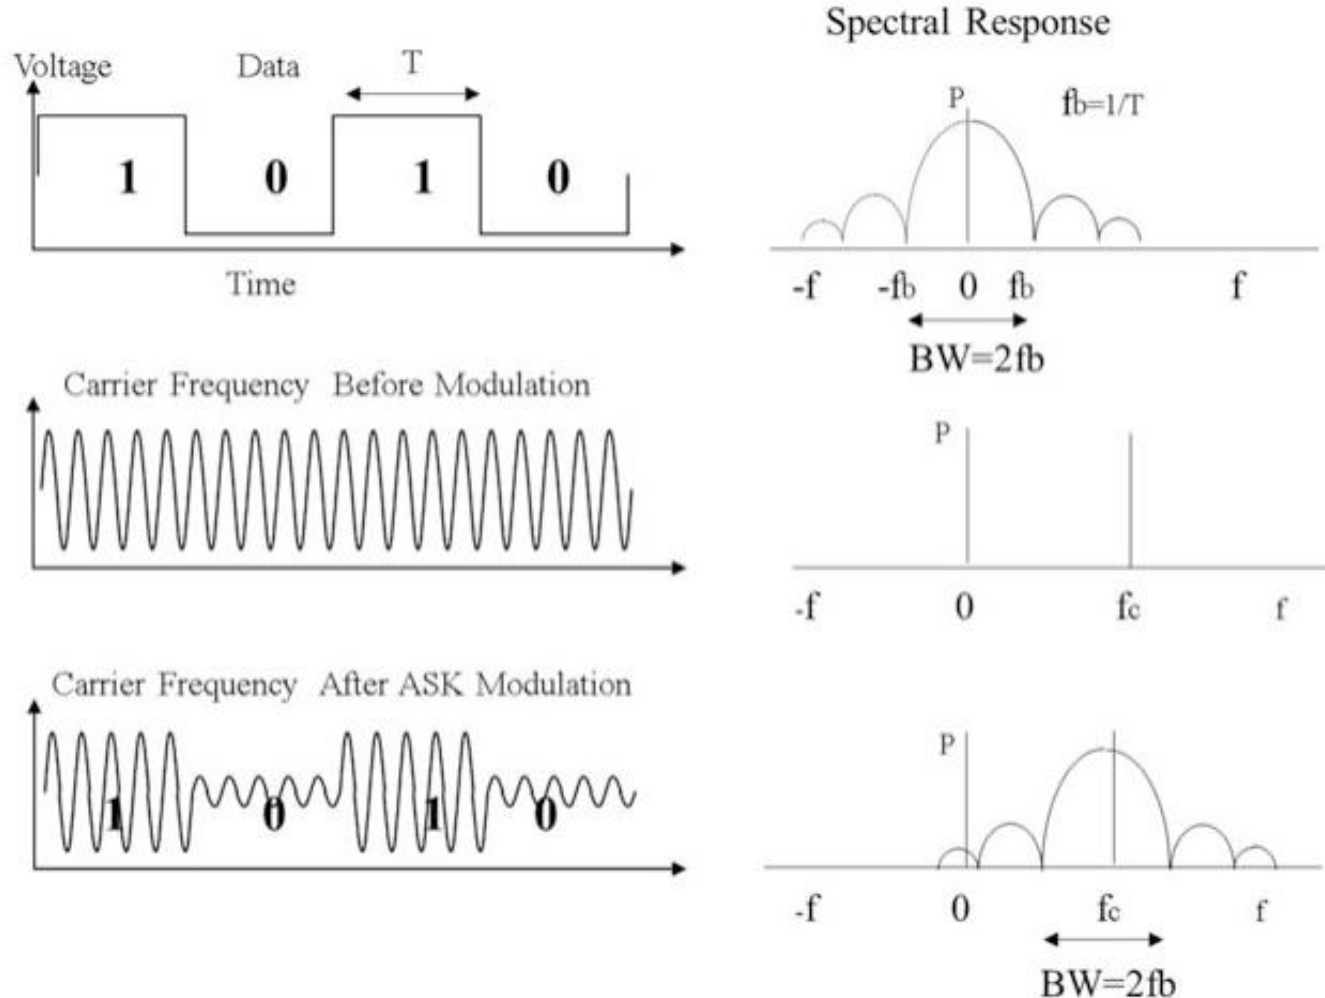 Spectral Response
Voltage Data T
1 0 1 0
Time
P fb=1/T
-f -fb 0 fb f
BW=2fb
Carrier Frequency Before Modulation
P
-f 0 fc f
Carrier Frequency After ASK Modulation
1 0 1 0
P
-f 0 fc f
BW=2fb